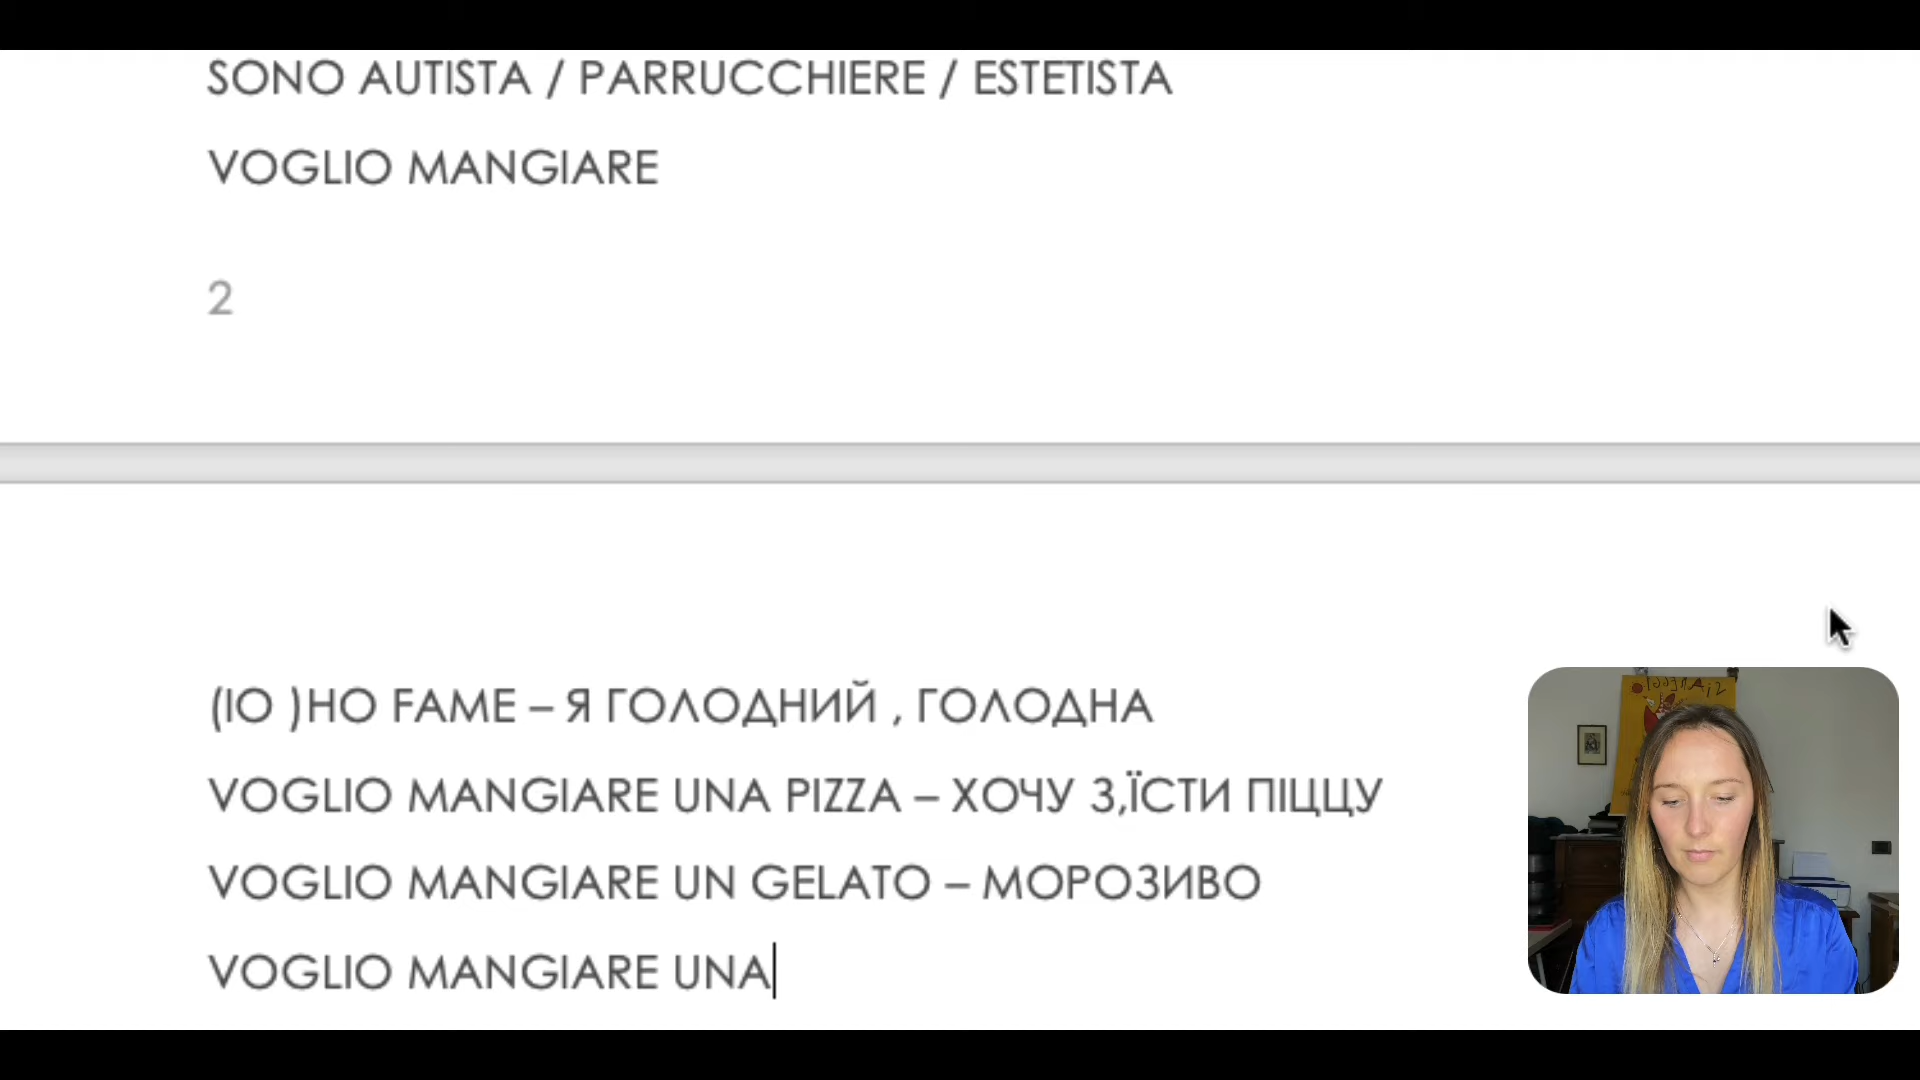 SONO AUTISTA / PARRUCCHIERE / ESTETISTA
VOGLIO MANGIARE
2
(IO )HO FAME – Я ГОЛОДНИЙ , ГОЛОДНА
VOGLIO MANGIARE UNA PIZZA – ХОЧУ З,ЇСТИ ПІЦЦУ
VOGLIO MANGIARE UN GELATO – МОРОЗИВО
VOGLIO MANGIARE UNA